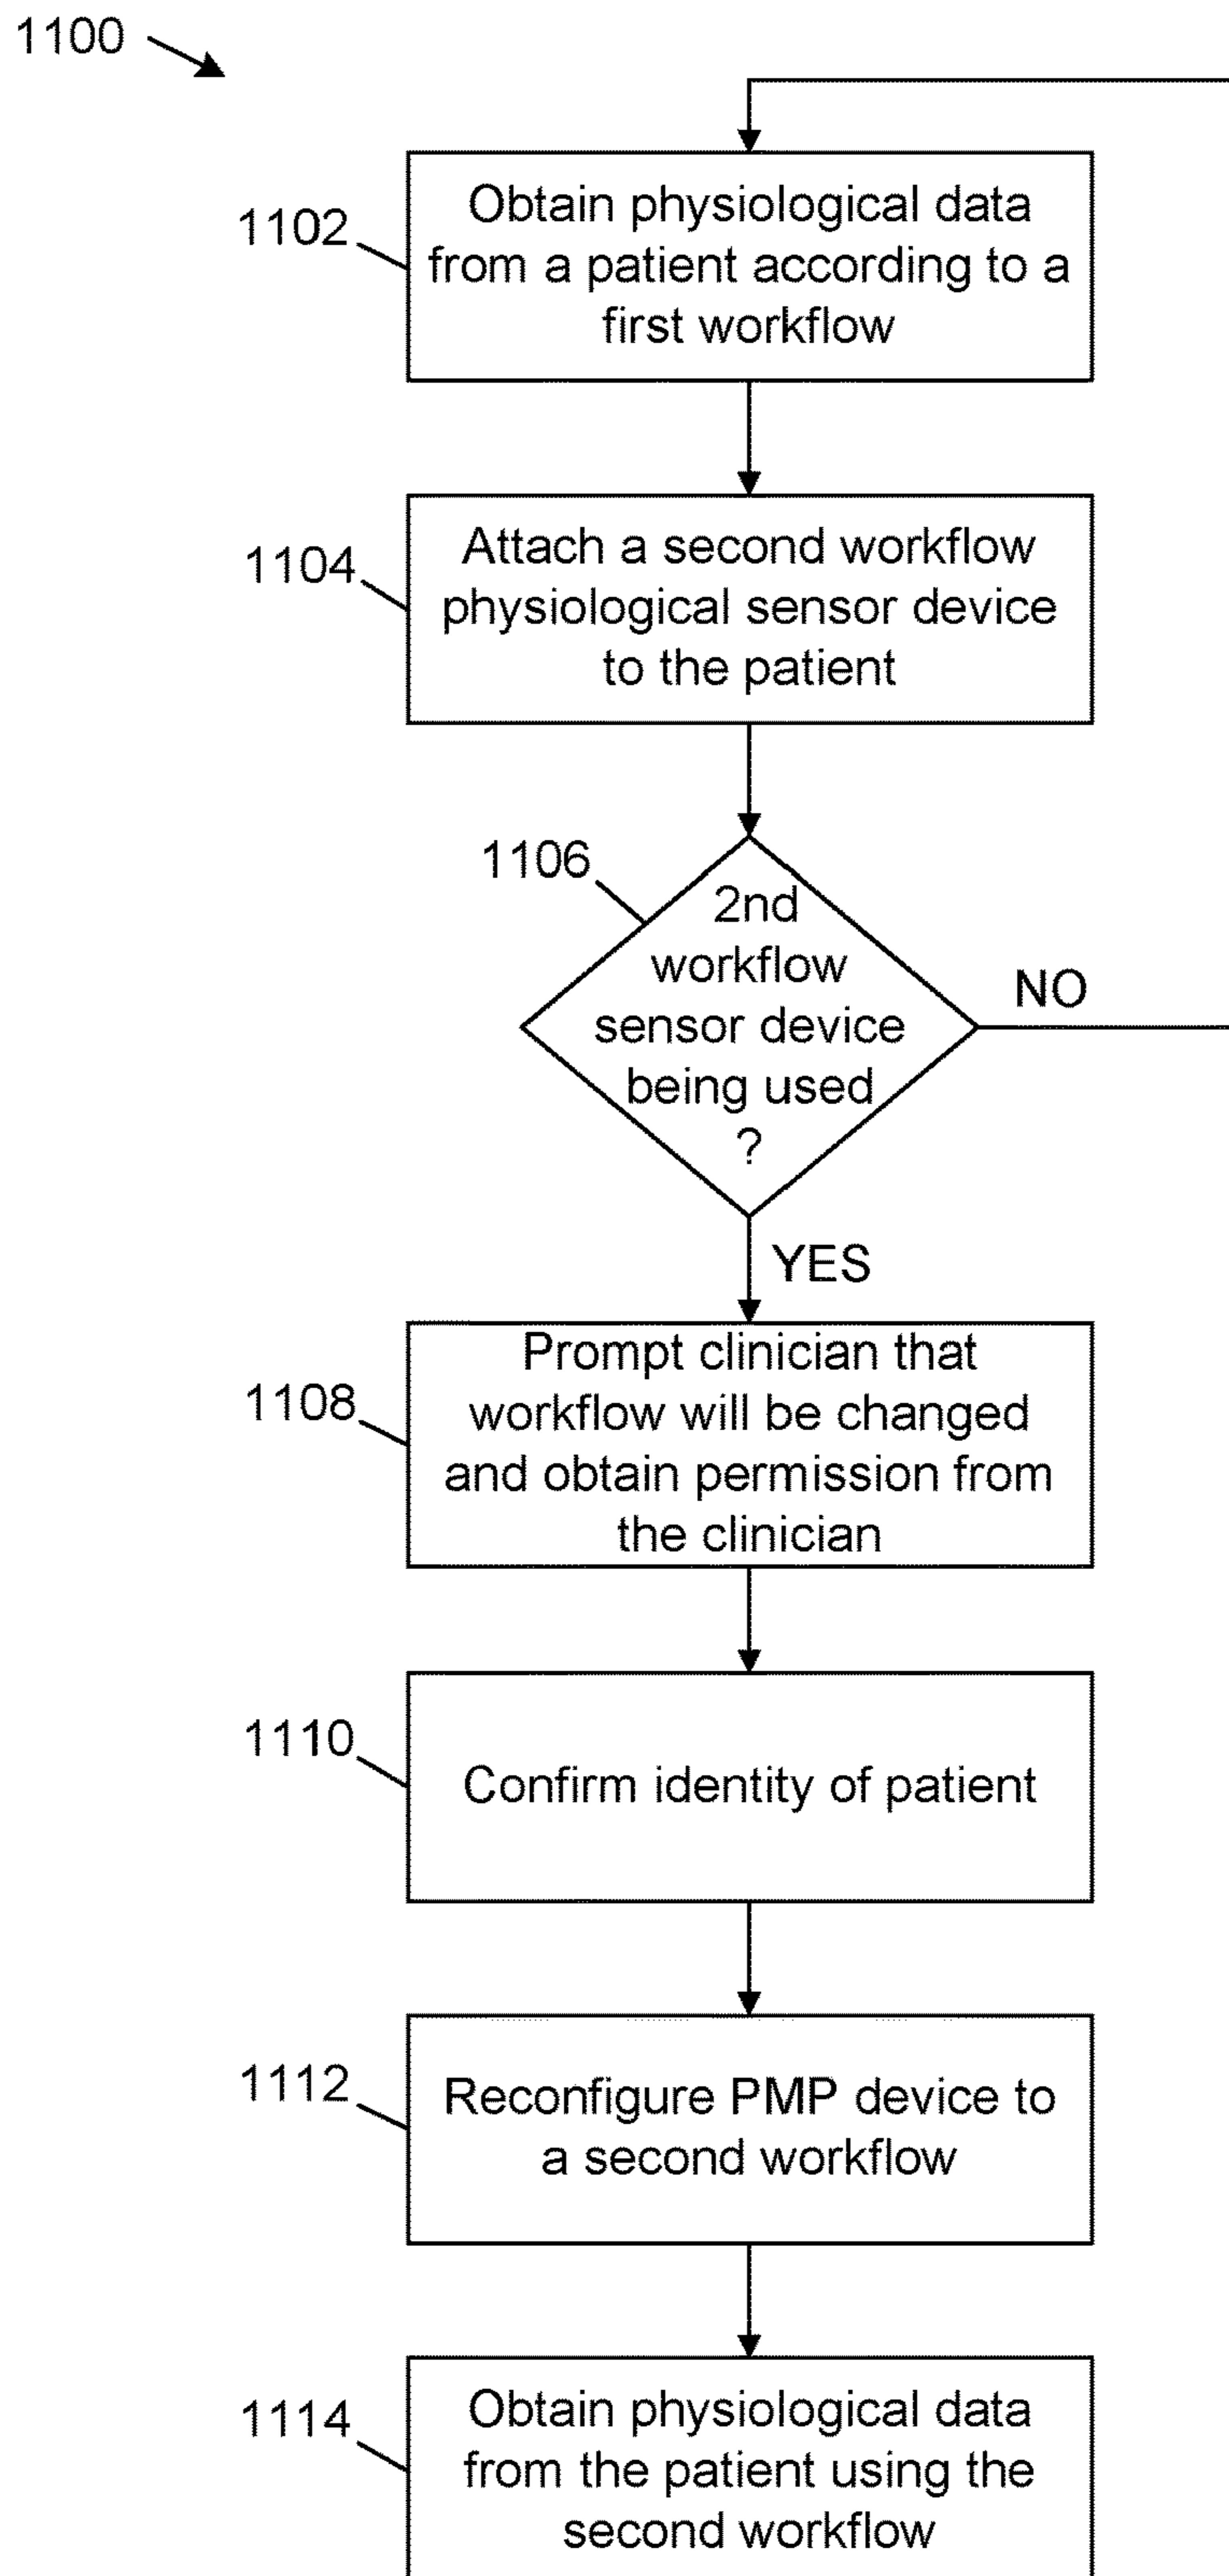 1100
1102
Obtain physiological data
from a patient according to a
first workflow
1104
Attach a second workflow
physiological sensor device
to the patient
1106
2nd
workflow
sensor device
being used
?
NO
YES
1108
Prompt clinician that
workflow will be changed
and obtain permission from
the clinician
1110
Confirm identity of patient
1112
Reconfigure PMP device to
a second workflow
1114
Obtain physiological data
from the patient using the
second workflow